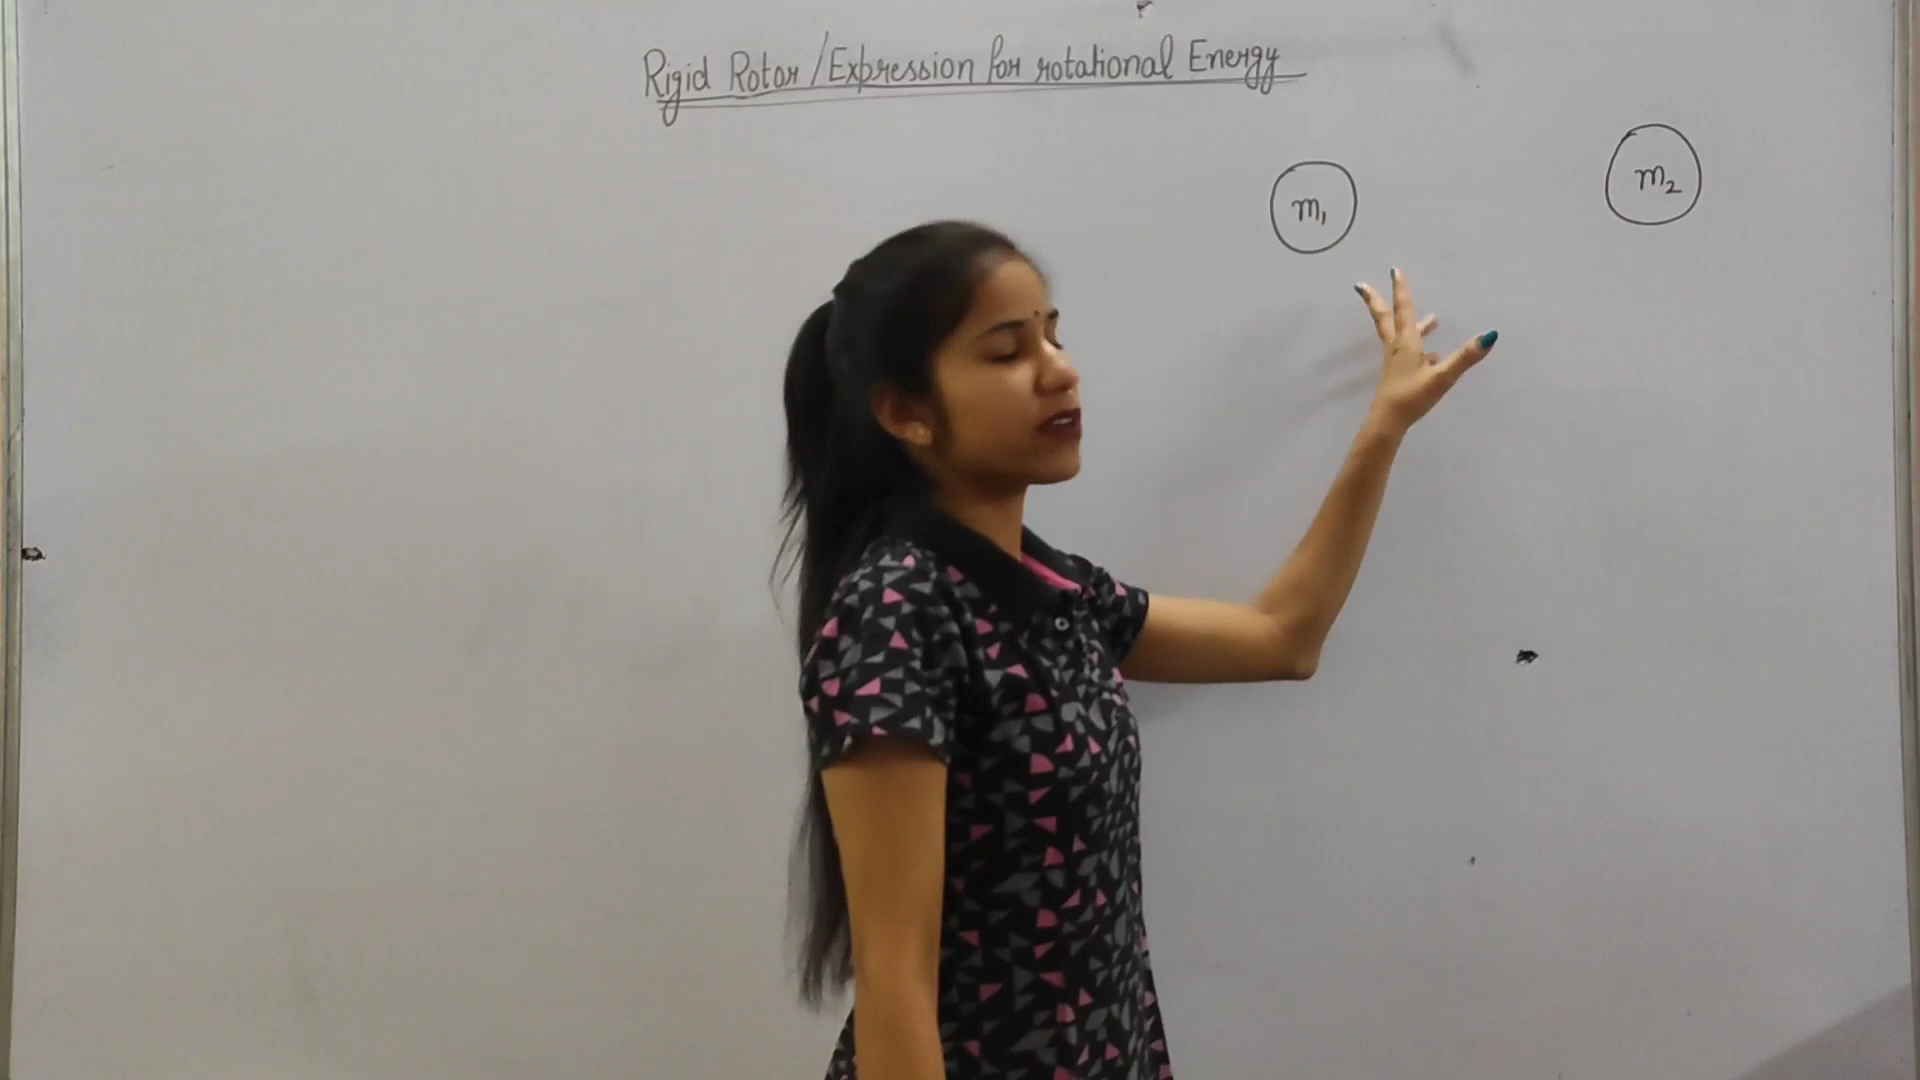 Rigid Rotor/Expression for rotational Energy
m₁
m₂